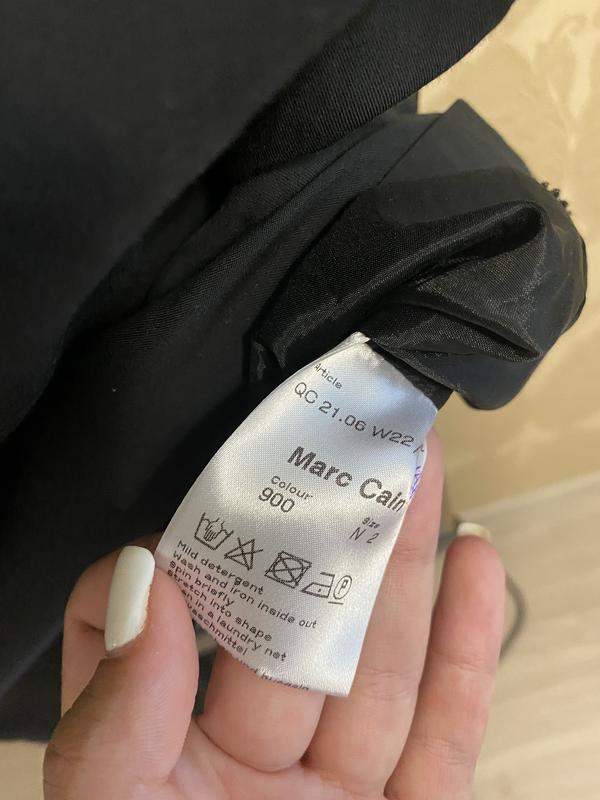 Article
QC 21.06 W22
Marc Cain
Colour
900
Size
N 2
P
Mild detergent
Wash and iron inside out
Spin briefly
stretch into shape
in a laundry net